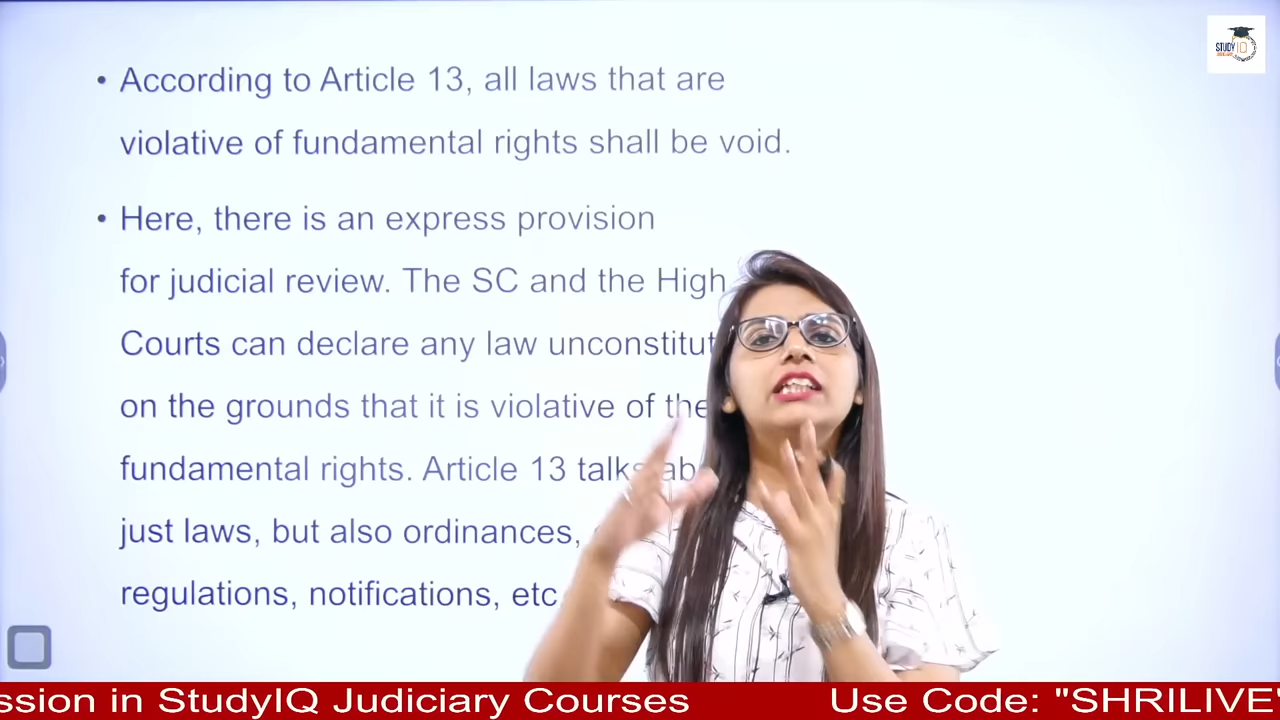 • According to Article 13, all laws that are
violative of fundamental rights shall be void.
• Here, there is an express provision
for judicial review. The SC and the High
Courts can declare any law
on the grounds that it is violative of the
fundamental rights. Article 13 talks
just laws, but also ordinances,
regulations, notifications, etc
STUDY IQ
in StudyIQ Judiciary Courses Use Code: "SHRILIVE"